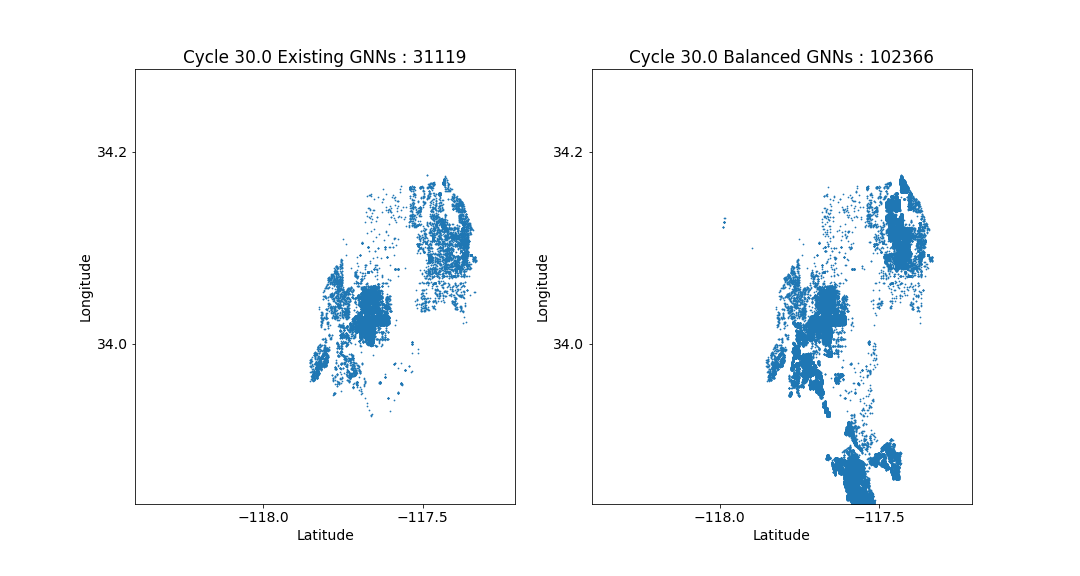 Cycle 30.0 Existing GNNs : 31119
34.2
34.0
Longitude
−118.0
−117.5
Latitude
Cycle 30.0 Balanced GNNs : 102366
34.2
34.0
Longitude
−118.0
−117.5
Latitude